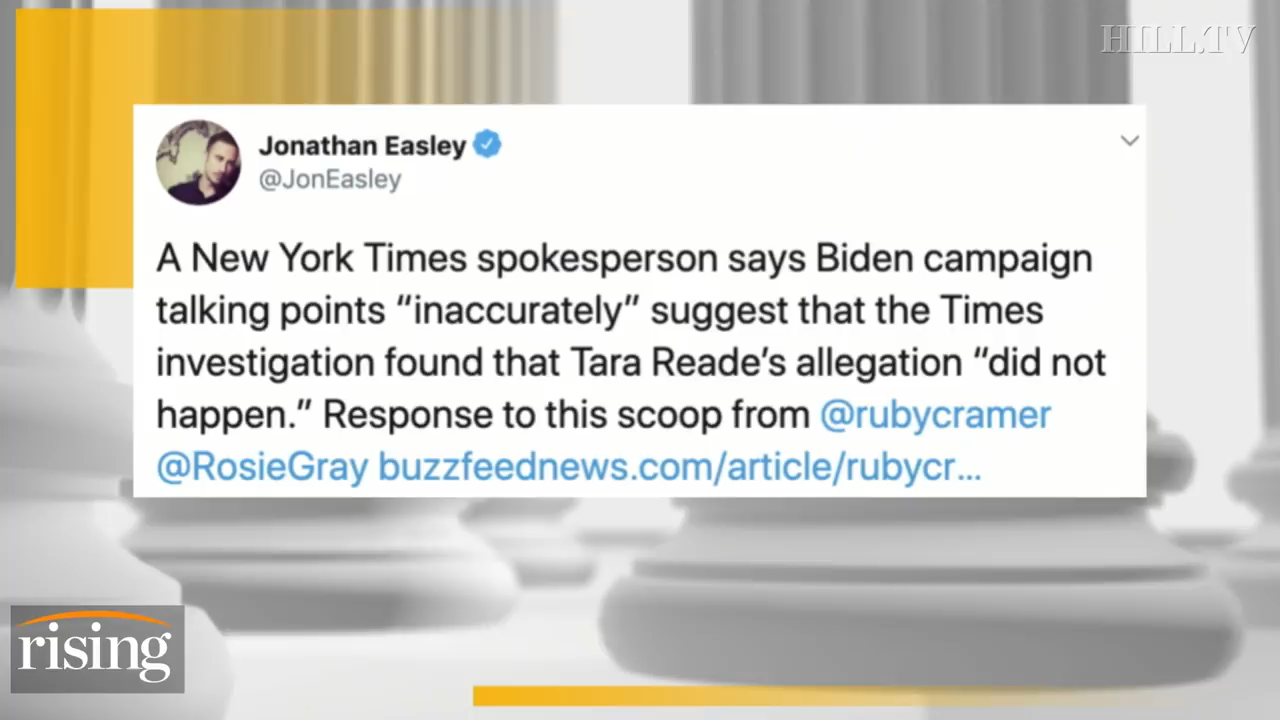 HILL.TV
Jonathan Easley
@JonEasley
A New York Times spokesperson says Biden campaign
talking points “inaccurately” suggest that the Times
investigation found that Tara Reade’s allegation “did not
happen.” Response to this scoop from @rubycramer
@RosieGray buzzfeednews.com/article/rubycr...
rising